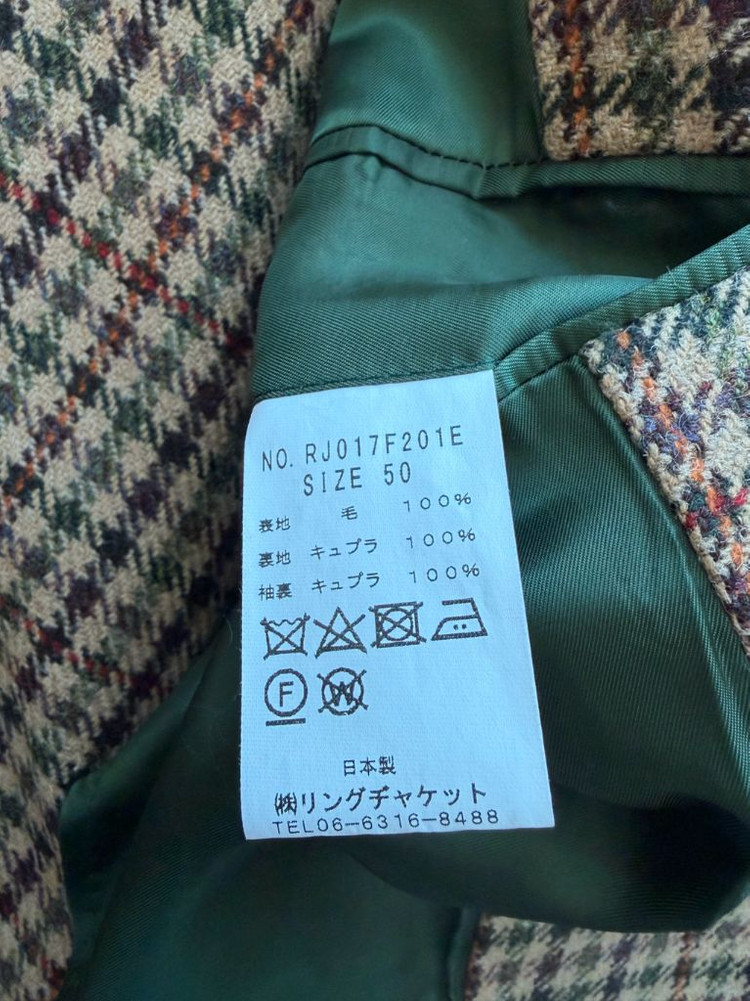 NO. RJ017F201E
SIZE 50
表地 毛 100%
裏地 キュプラ 100%
袖裏 キュプラ 100%
F W
日本製
㈱リングヂャケット
TEL06-6316-8488